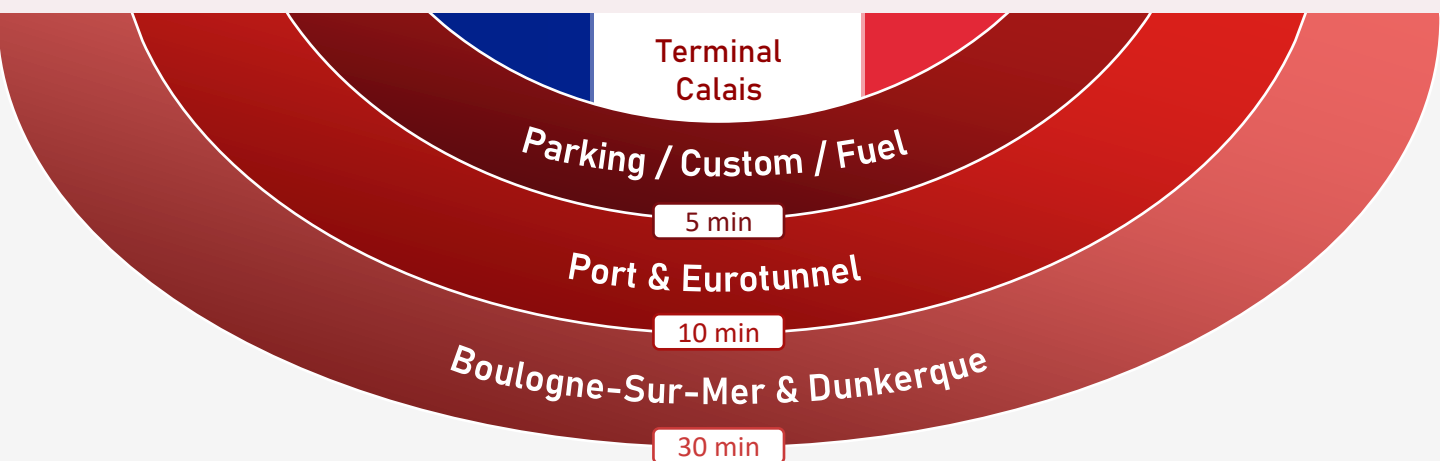 Terminal
Calais
Parking / Custom / Fuel
5 min
Port & Eurotunnel
10 min
Boulogne-Sur-Mer & Dunkerque
30 min